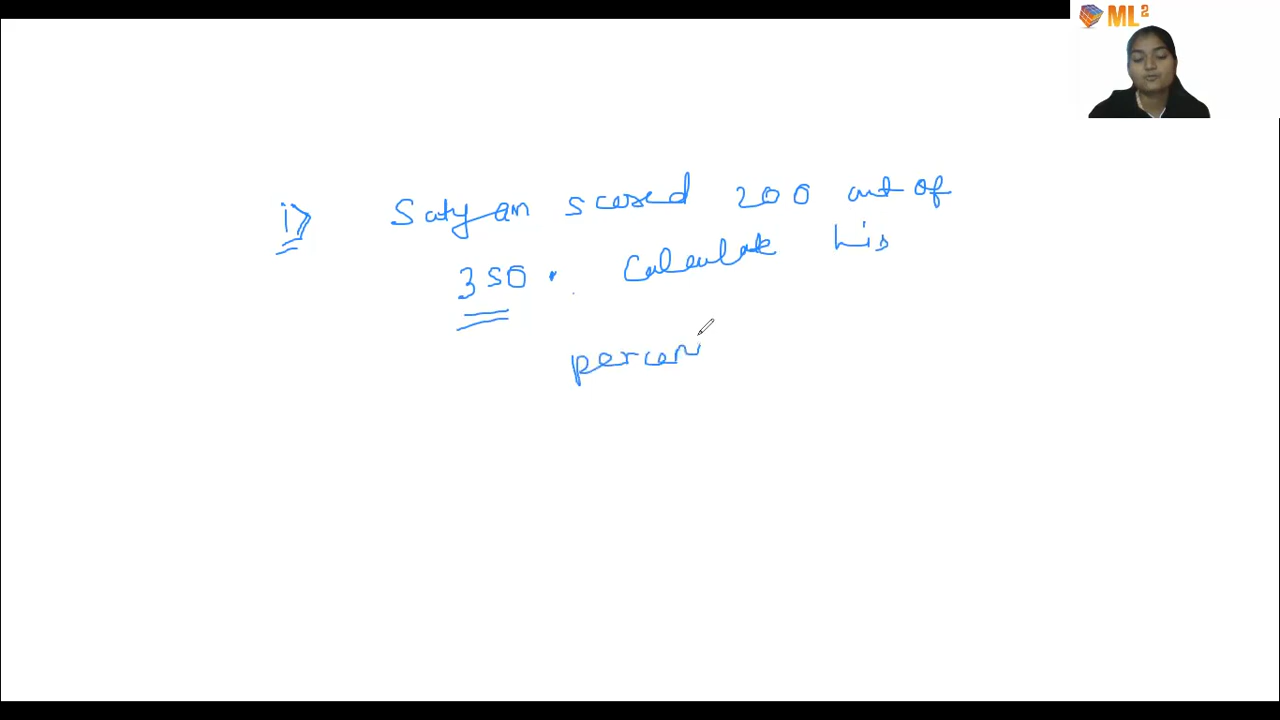 ML²
i> Satyan scored 200 out of
350. Calculate his
percen